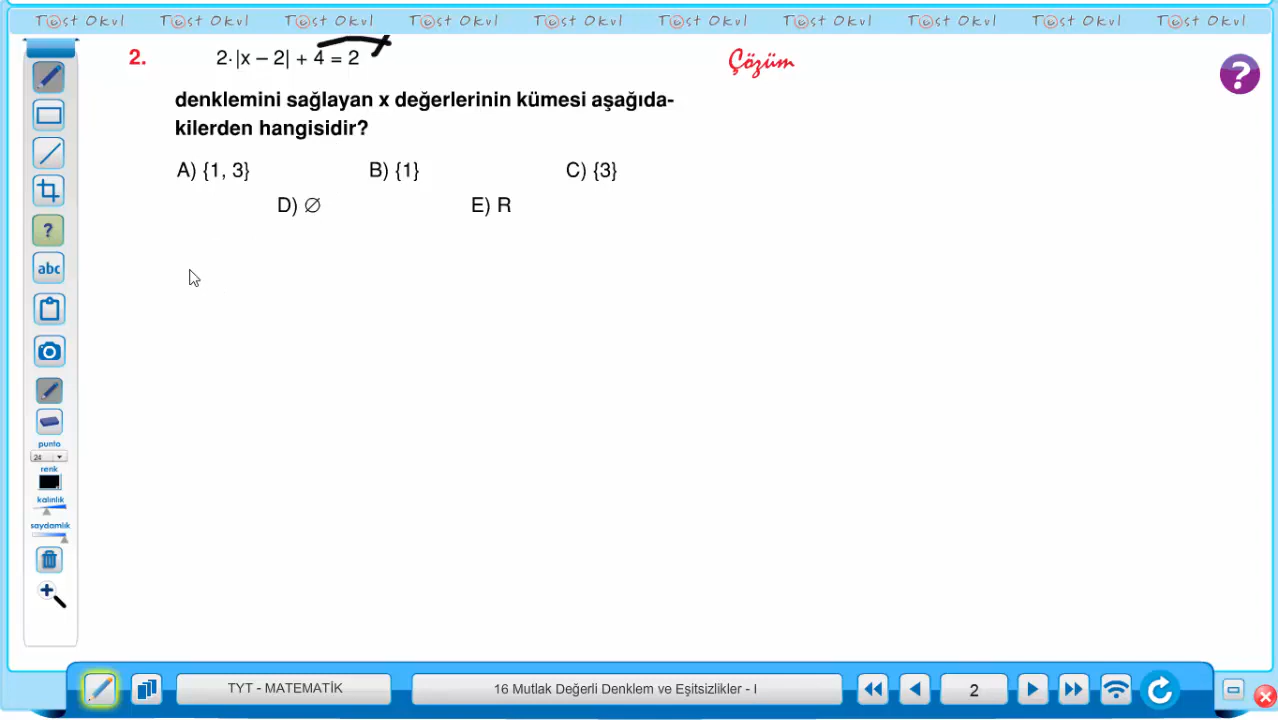 Test Okul Test Okul Test Okul Test Okul Test Okul Test Okul Test Okul Test Okul Test Okul Test Okul
2. 2·|x – 2| + 4 = 2
Çözüm
?
denklemini sağlayan x değerlerinin kümesi aşağıda-
kilerden hangisidir?
A) {1, 3} B) {1} C) {3}
D) ∅ E) R
?
abc
punto
24
renk
kalınlık
saydamlık
TYT - MATEMATİK
16 Mutlak Değerli Denklem ve Eşitsizlikler - I
2